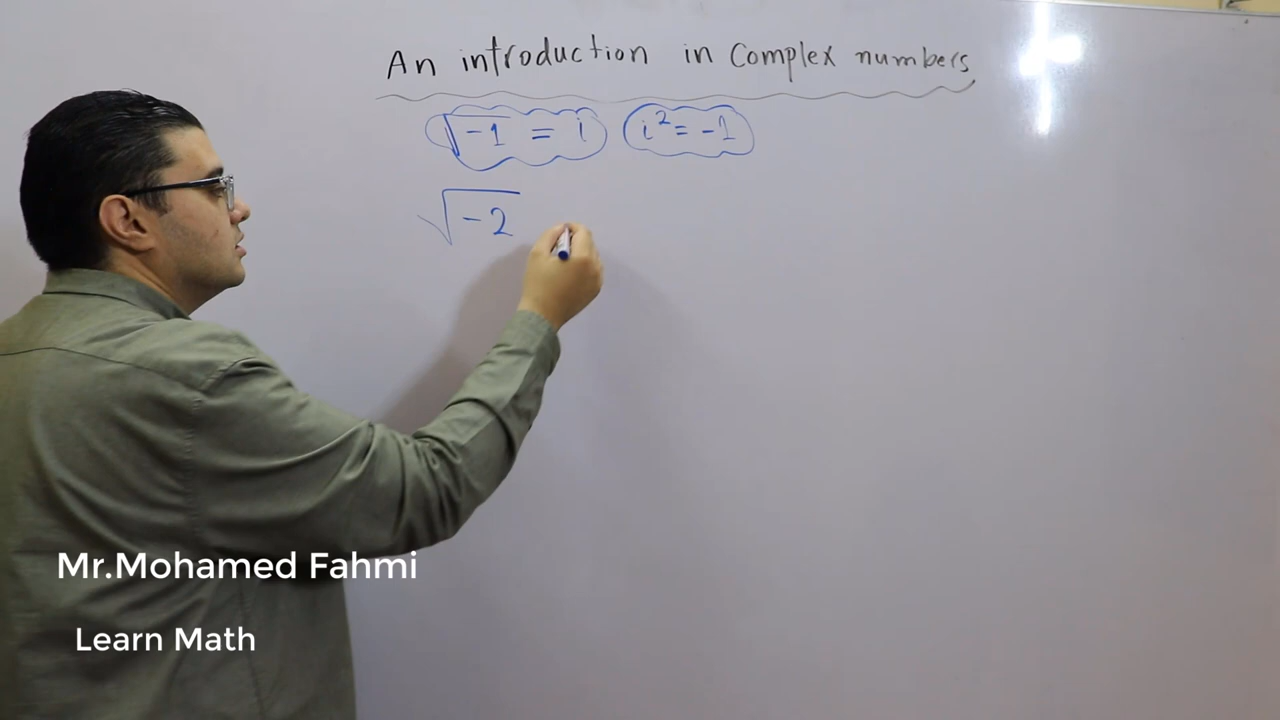 An introduction in Complex numbers
√-1 = i i² = -1
√-2
Mr.Mohamed Fahmi
Learn Math